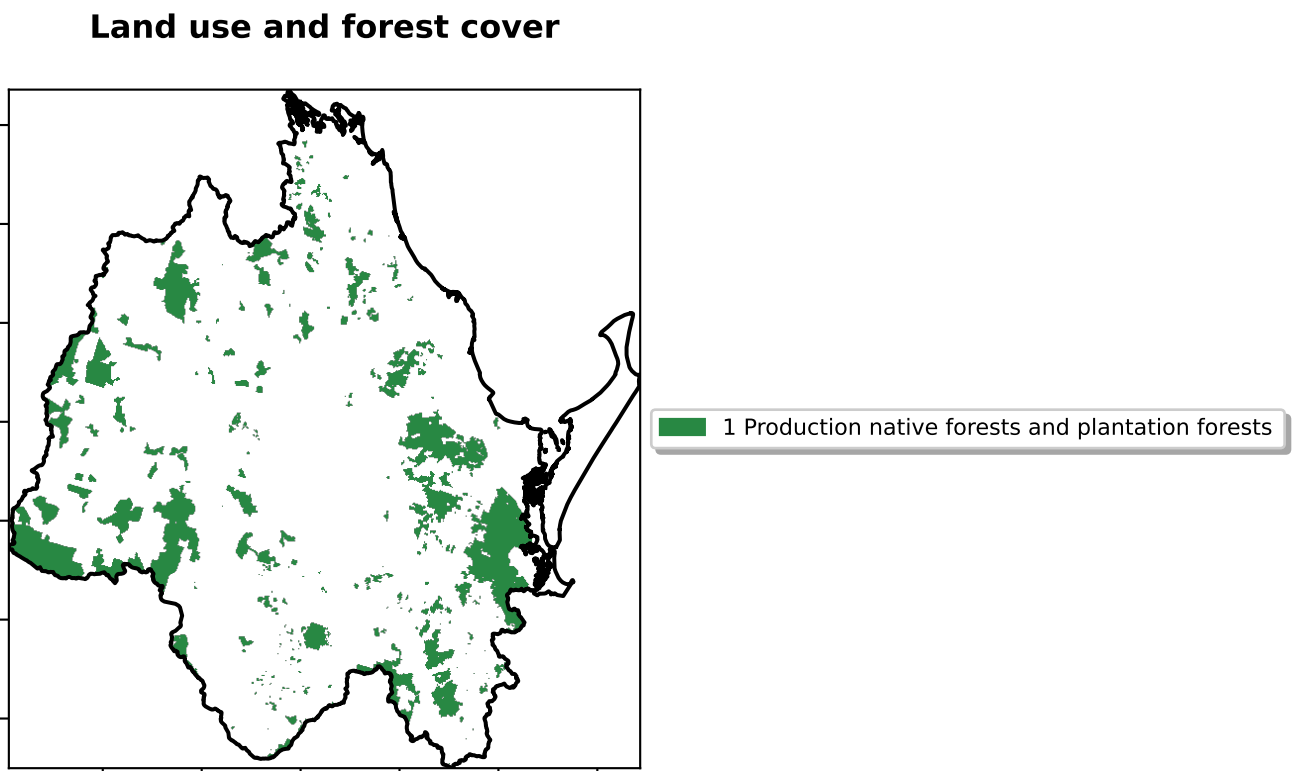 Land use and forest cover
1 Production native forests and plantation forests